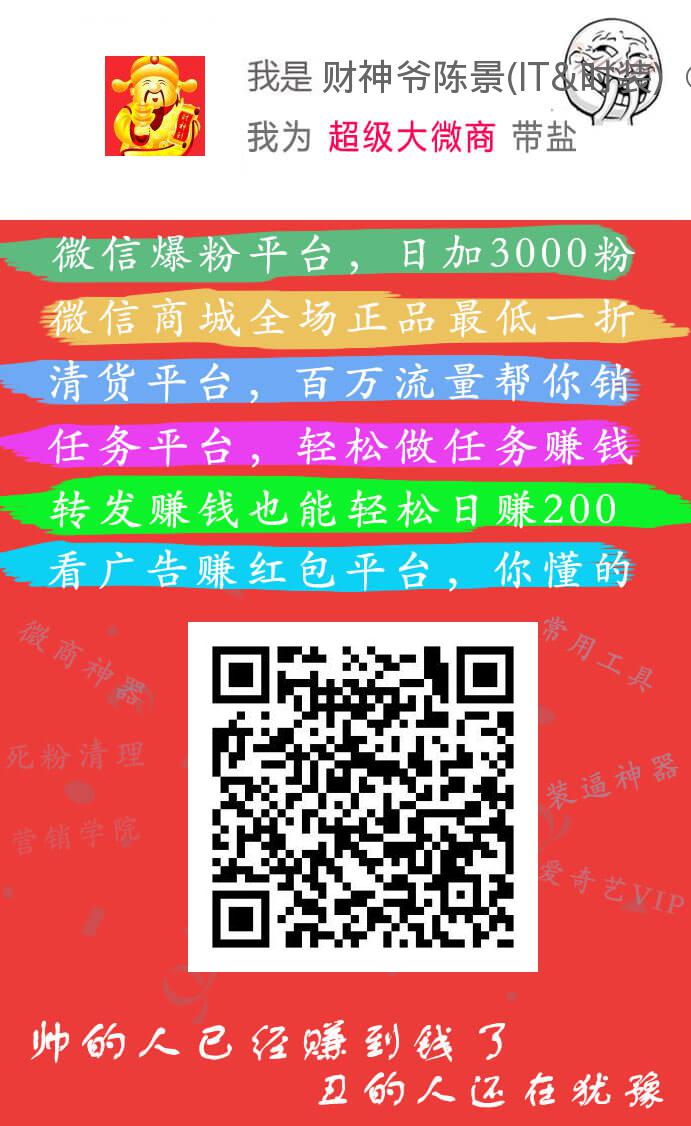 我是 财神爷陈景(IT&时装)
我为 超级大微商 带盐
微信爆粉平台，日加3000粉
微信商城全场正品最低一折
清货平台，百万流量帮你销
任务平台，轻松做任务赚钱
转发赚钱也能轻松日赚200
看广告赚红包平台，你懂的
微商神器
常用工具
死粉清理
装逼神器
营销学院
爱奇艺VIP
帅的人已经赚到钱了
丑的人还在犹豫